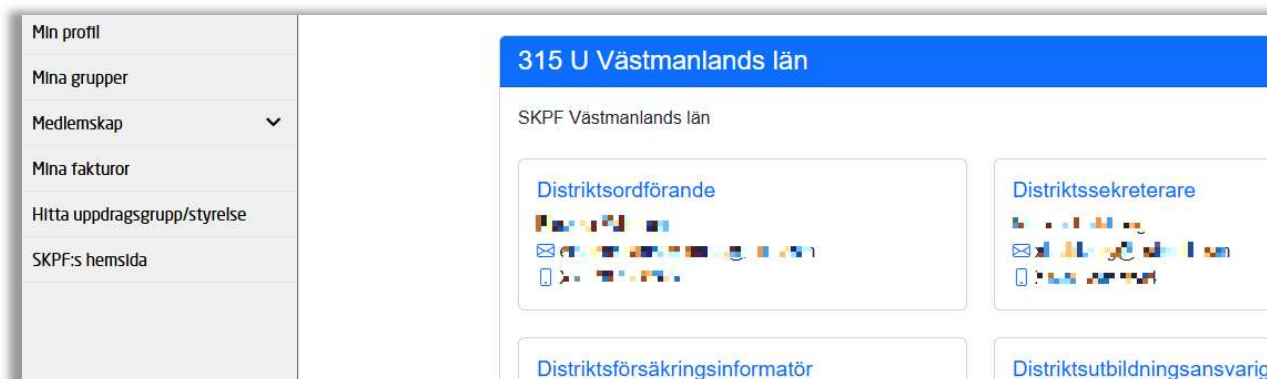 Min profil
Mina grupper
Medlemskap
Mina fakturor
Hitta uppdragsgrupp/styrelse
SKPF:s hemsida
315 U Västmanlands län
SKPF Västmanlands län
Distriktsordförande
Distriktssekreterare
Distriktsförsäkringsinformatör
Distriktsutbildningsansvarig